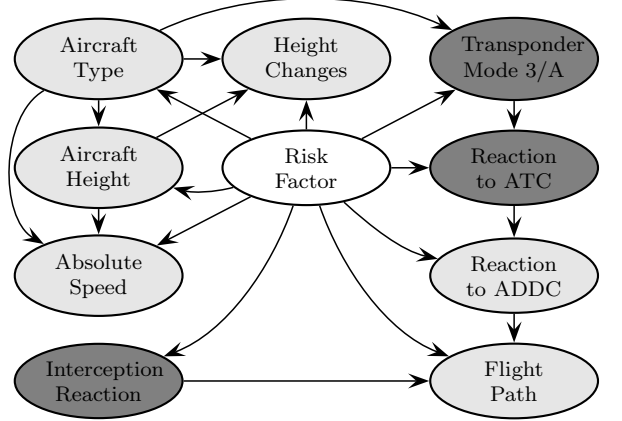 Aircraft
Type
Height
Changes
Transponder
Mode 3/A
Aircraft
Height
Risk
Factor
Reaction
to ATC
Absolute
Speed
Reaction
to ADDC
Interception
Reaction
Flight
Path